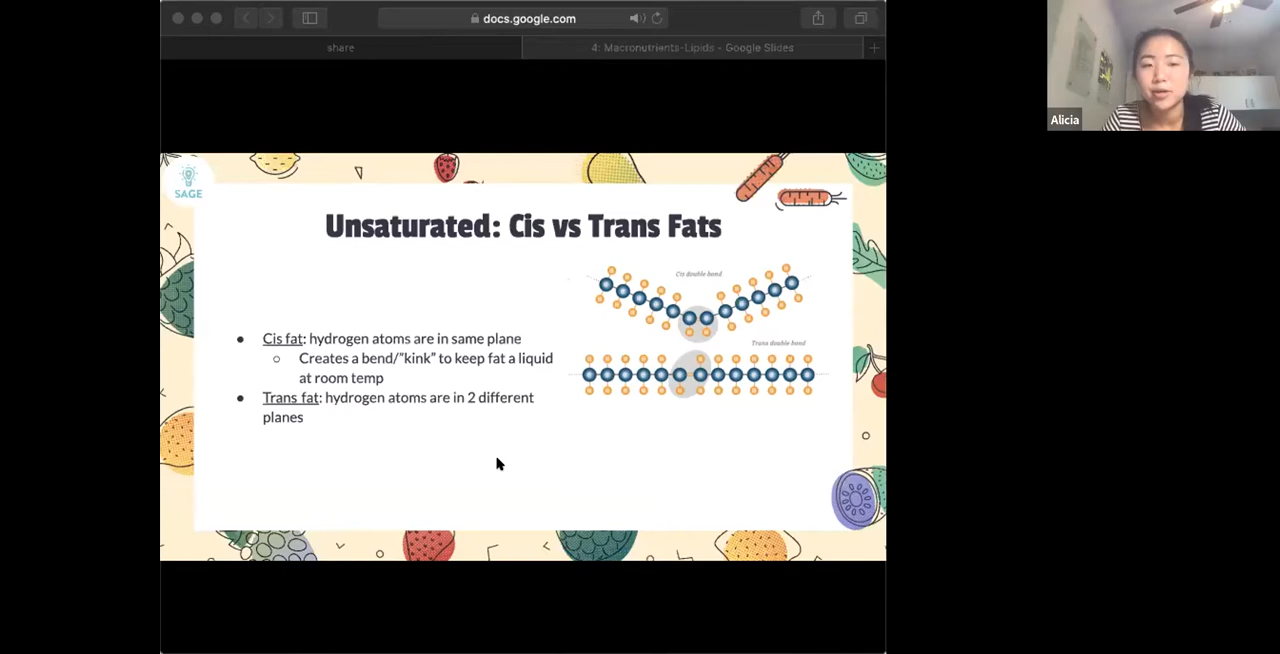 docs.google.com
share
4: Macronutrients-Lipids - Google Slides
Alicia
SAGE
Unsaturated: Cis vs Trans Fats
Cis double bond
Trans double bond
Cis fat: hydrogen atoms are in same plane
Creates a bend/"kink" to keep fat a liquid
at room temp
Trans fat: hydrogen atoms are in 2 different
planes